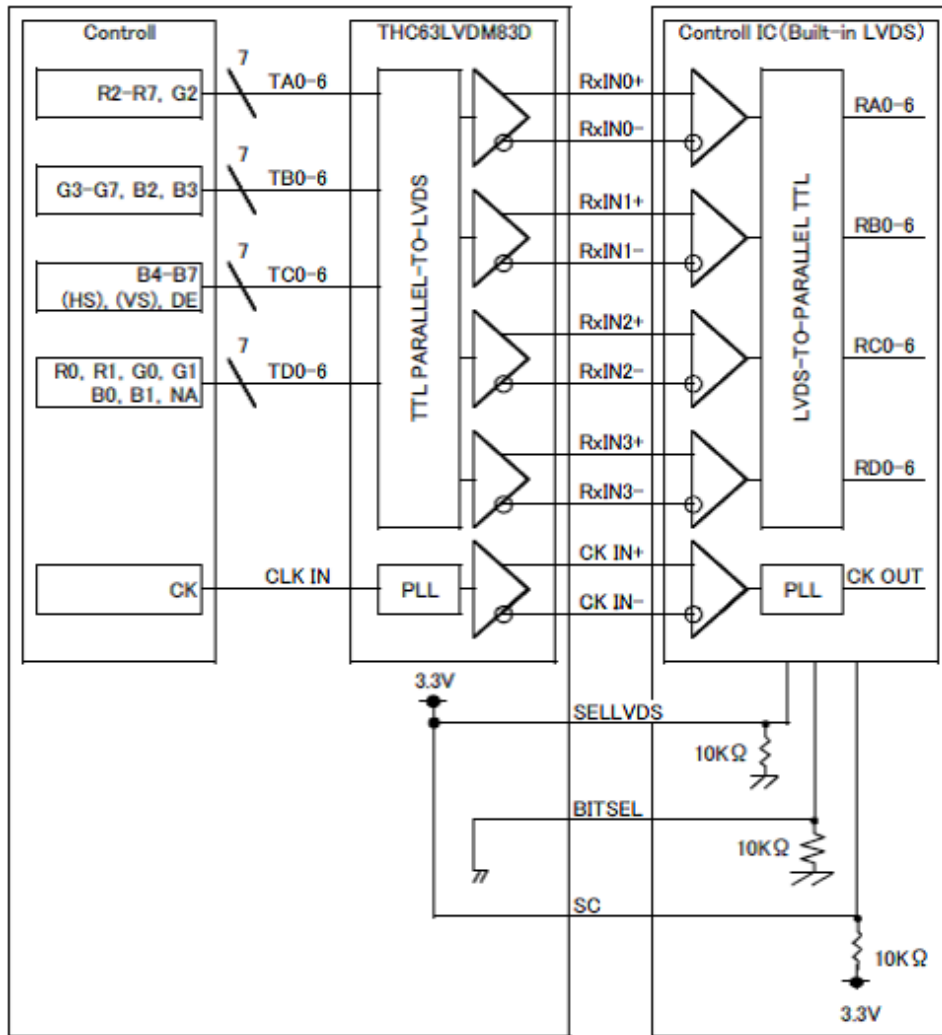 Controll
THC63LVDM83D
Controll IC(Built-in LVDS)
R2-R7, G2
7
TA0-6
G3-G7, B2, B3
7
TB0-6
B4-B7
(HS), (VS), DE
7
TC0-6
R0, R1, G0, G1
B0, B1, NA
7
TD0-6
CK
CLK IN
TTL PARALLEL-TO-LVDS
PLL
RxIN0+
RxIN0-
RxIN1+
RxIN1-
RxIN2+
RxIN2-
RxIN3+
RxIN3-
CK IN+
CK IN-
LVDS-TO-PARALLEL TTL
PLL
RA0-6
RB0-6
RC0-6
RD0-6
CK OUT
3.3V
SELLVDS
10KΩ
BITSEL
10KΩ
SC
10KΩ
3.3V